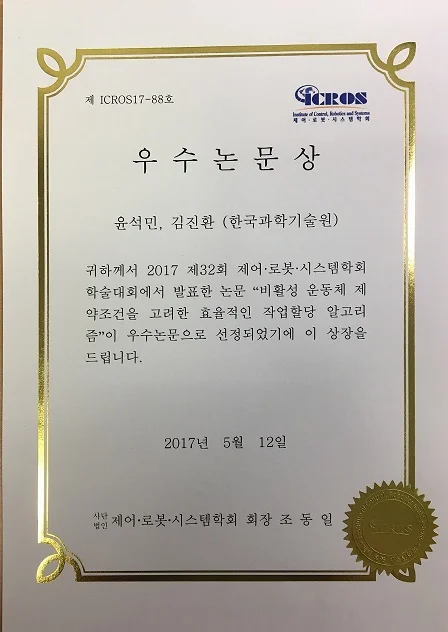 제 ICROS17-88호
ICROS
Institute of Control, Robotics and Systems
제어·로봇·시스템학회
우수논문상
윤석민, 김진환 (한국과학기술원)
귀하께서 2017 제32회 제어·로봇·시스템학회
학술대회에서 발표한 논문 “비활성 운동체 제
약조건을 고려한 효율적인 작업할당 알고리
즘”이 우수논문으로 선정되었기에 이 상장을
드립니다.
2017년 5월 12일
사단법인 제어·로봇·시스템학회 회장 조동일